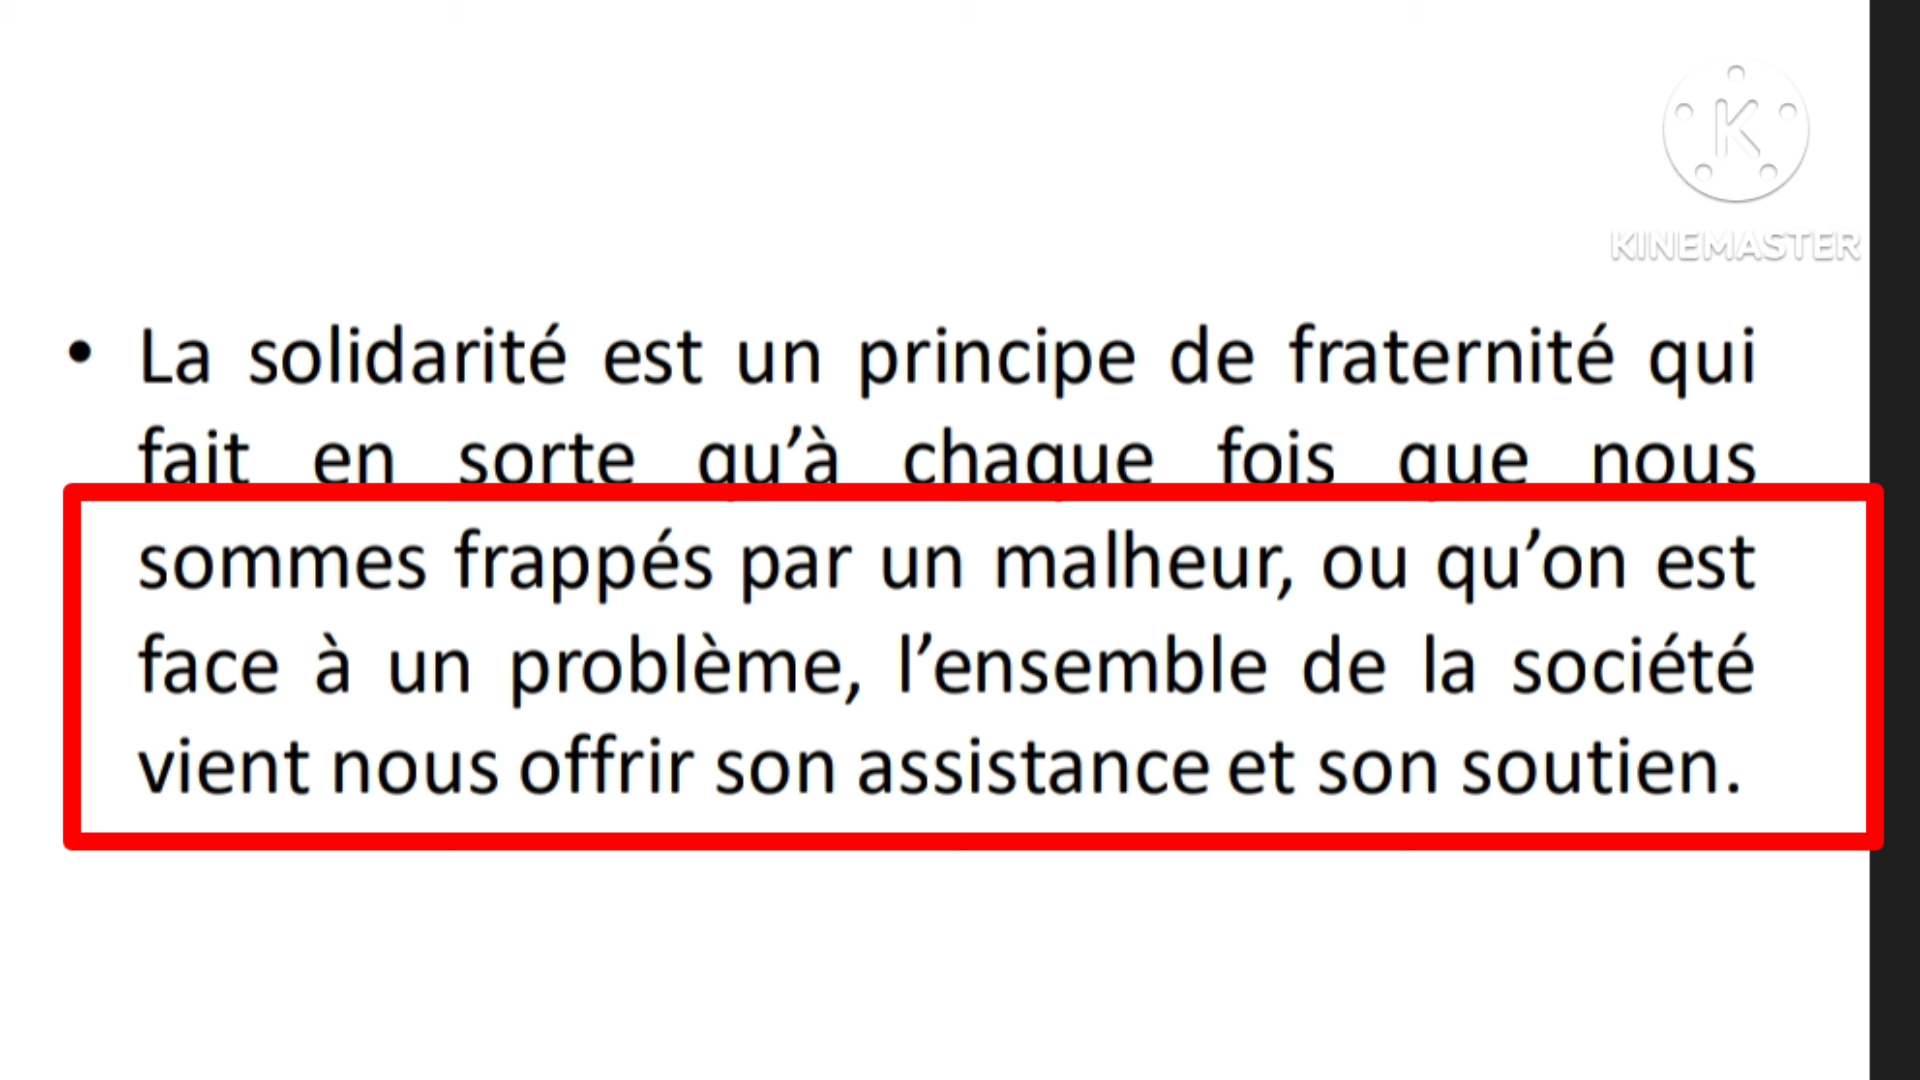 K
KINEMASTER
• La solidarité est un principe de fraternité qui
fait en sorte qu’à chaque fois que nous
sommes frappés par un malheur, ou qu’on est
face à un problème, l’ensemble de la société
vient nous offrir son assistance et son soutien.